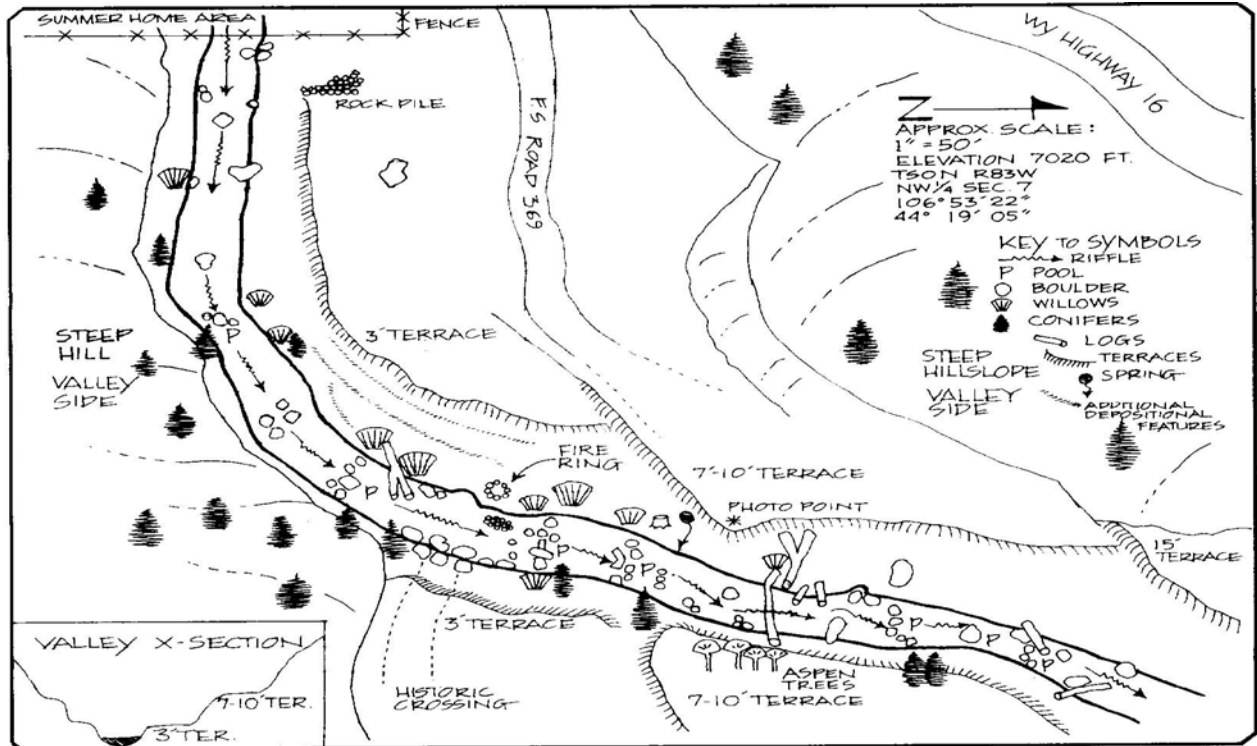 SUMMER HOME AREA
FENCE
ROCK PILE
F.S. ROAD 369
WY HIGHWAY 16
N
APPROX. SCALE:
1" = 50'
ELEVATION 7020 FT.
T50N R83W
NW 1/4 SEC. 7
106° 53' 22"
44° 19' 05"
KEY TO SYMBOLS
RIFFLE
P POOL
BOULDER
WILLOWS
CONIFERS
LOGS
TERRACES
SPRING
ADDITIONAL
DEPOSITIONAL
FEATURES
STEEP
HILLSLOPE
VALLEY
SIDE
STEEP
HILL
VALLEY
SIDE
P
3' TERRACE
FIRE
RING
7'-10' TERRACE
PHOTO POINT
15'
TERRACE
P
P
P
P
P
P
3' TERRACE
HISTORIC
CROSSING
ASPEN
TREES
7-10' TERRACE
VALLEY X-SECTION
7-10' TER.
3' TER.